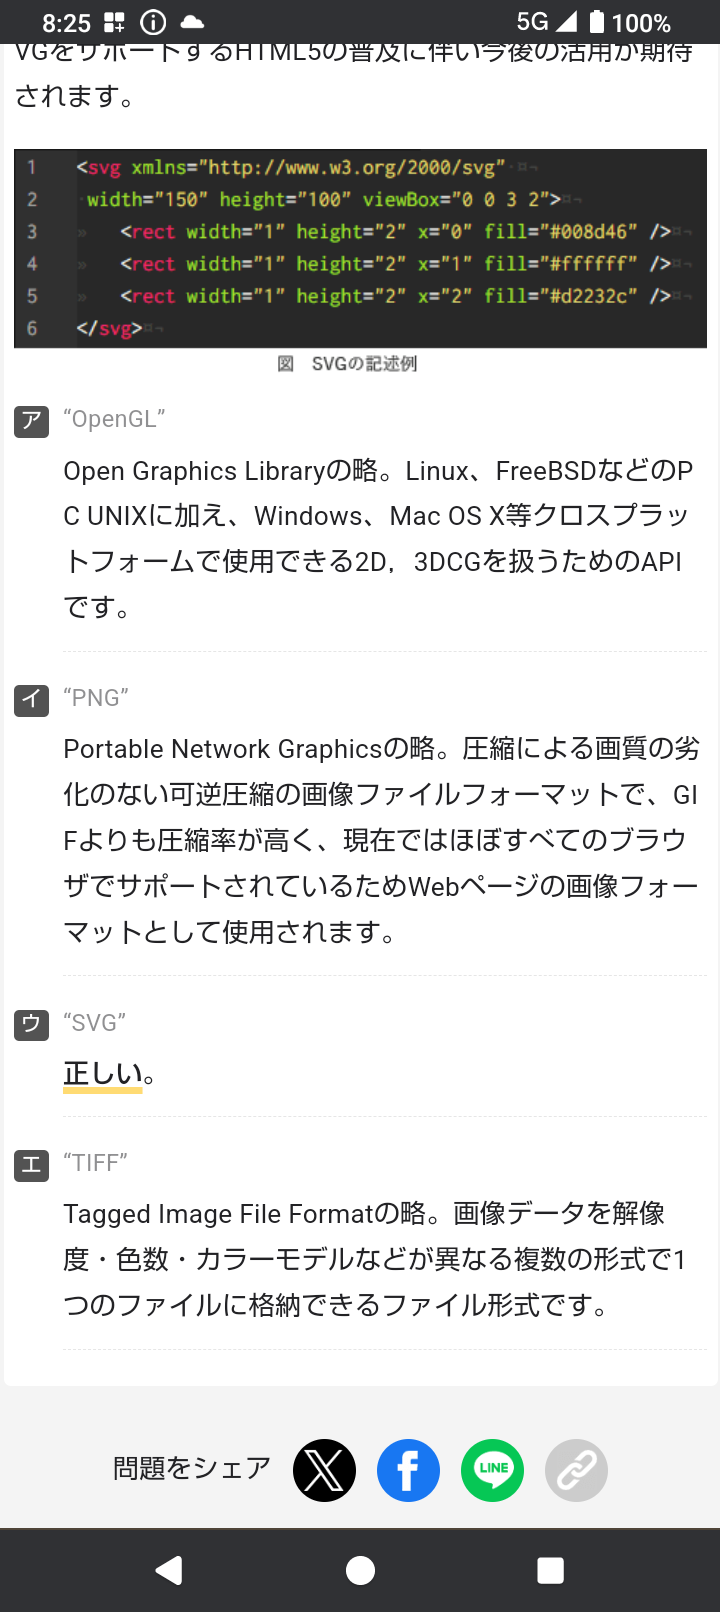 8:25 5G 100%
VGをサポートするHTML5の普及に伴い今後の活用が期待
されます。
1 <svg xmlns="http://www.w3.org/2000/svg"
2 width="150" height="100" viewBox="0 0 3 2">
3 <rect width="1" height="2" x="0" fill="#008d46" />
4 <rect width="1" height="2" x="1" fill="#ffffff" />
5 <rect width="1" height="2" x="2" fill="#d2232c" />
6 </svg>
図 SVGの記述例
ア “OpenGL”
Open Graphics Libraryの略。Linux、FreeBSDなどのP
C UNIXに加え、Windows、Mac OS X等クロスプラッ
トフォームで使用できる2D，3DCGを扱うためのAPI
です。
イ “PNG”
Portable Network Graphicsの略。圧縮による画質の劣
化のない可逆圧縮の画像ファイルフォーマットで、GI
Fよりも圧縮率が高く、現在ではほぼすべてのブラウ
ザでサポートされているためWebページの画像フォー
マットとして使用されます。
ウ “SVG”
正しい。
エ “TIFF”
Tagged Image File Formatの略。画像データを解像
度・色数・カラーモデルなどが異なる複数の形式で1
つのファイルに格納できるファイル形式です。
問題をシェア
LINE